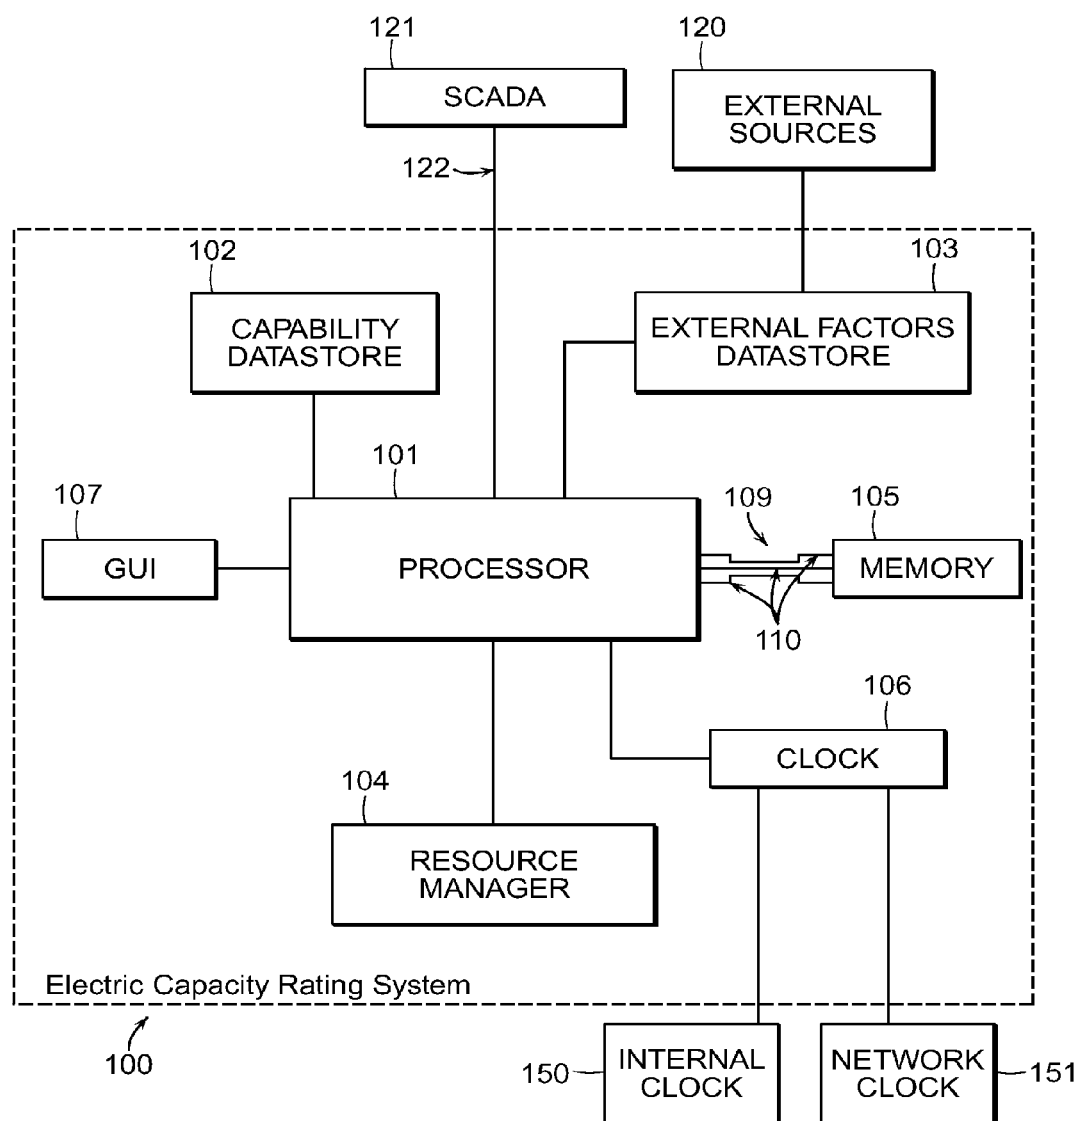 121
SCADA
120
EXTERNAL
SOURCES
122
102
CAPABILITY
DATASTORE
103
EXTERNAL FACTORS
DATASTORE
101
PROCESSOR
107
GUI
109
105
MEMORY
110
106
CLOCK
104
RESOURCE
MANAGER
Electric Capacity Rating System
100
150
INTERNAL
CLOCK
NETWORK
CLOCK
151